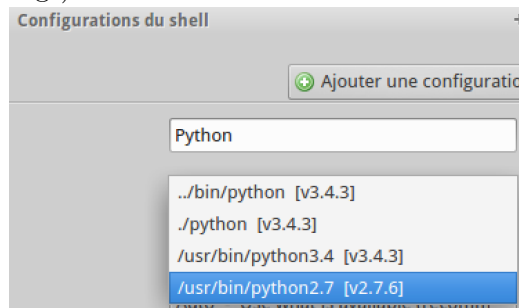 Configurations du shell
Ajouter une configuratio
Python
../bin/python [v3.4.3]
./python [v3.4.3]
/usr/bin/python3.4 [v3.4.3]
/usr/bin/python2.7 [v2.7.6]